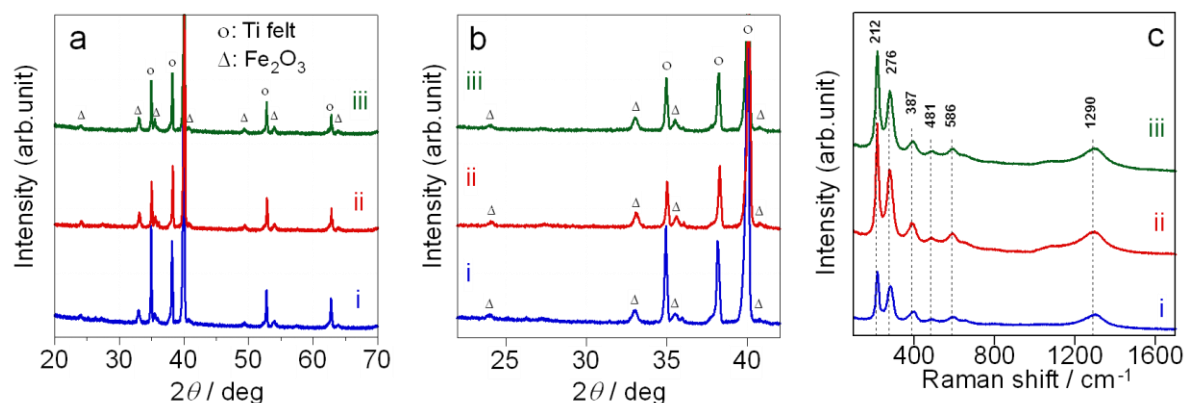 a
○: Ti felt
Δ: Fe₂O₃
iii
ii
i
Intensity (arb.unit)
20 30 40 50 60 70
2θ / deg
b
iii
ii
i
Intensity (arb.unit)
25 30 35 40
2θ / deg
c
212
276
387
481
586
1290
iii
ii
i
Intensity (arb.unit)
400 800 1200 1600
Raman shift / cm⁻¹